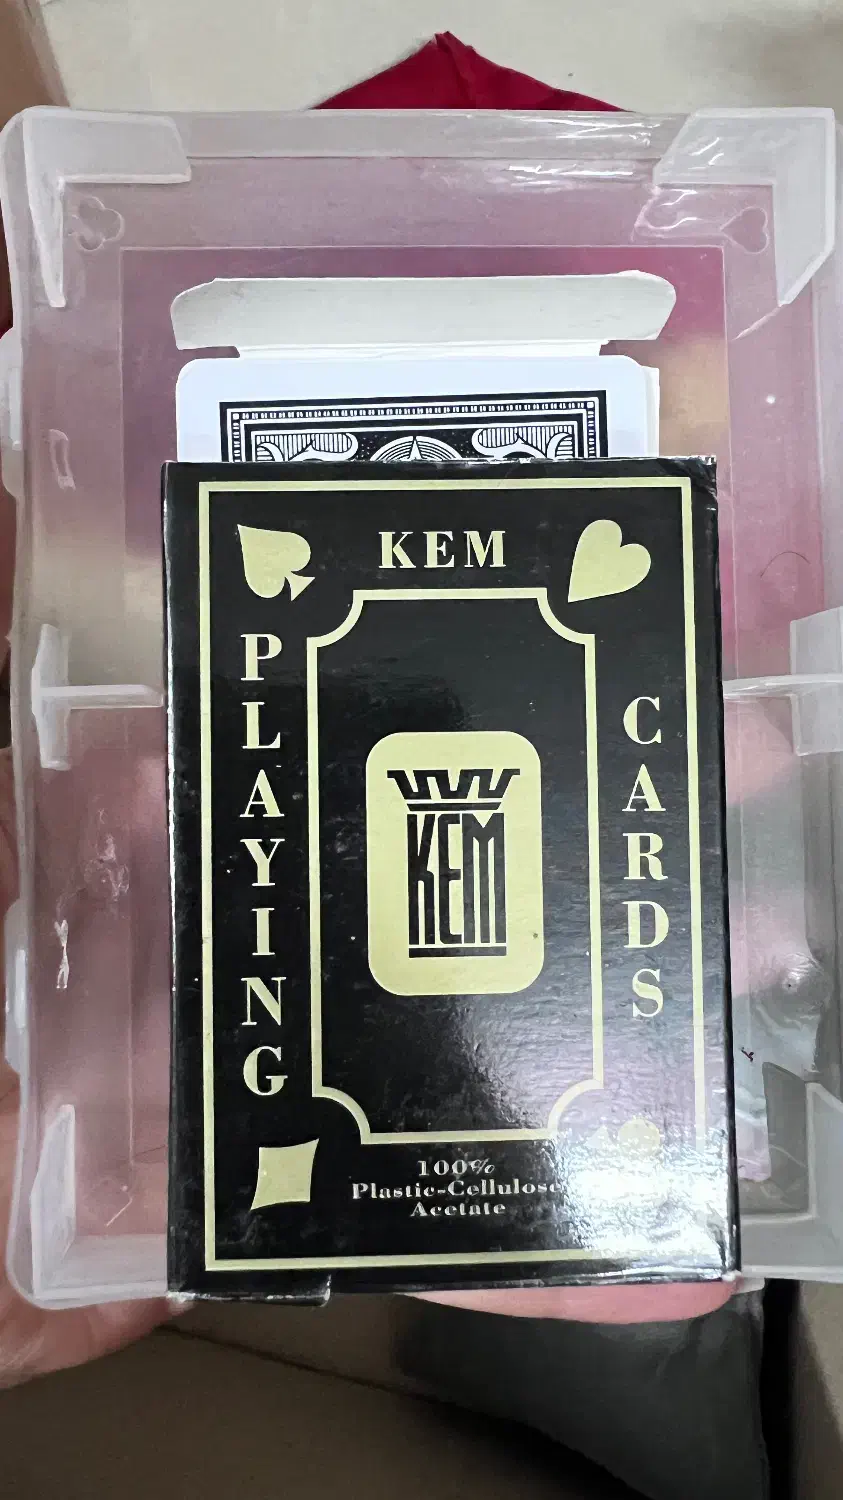 KEM
PLAYING
CARDS
KEM
100%
Plastic-Cellulose
Acetate